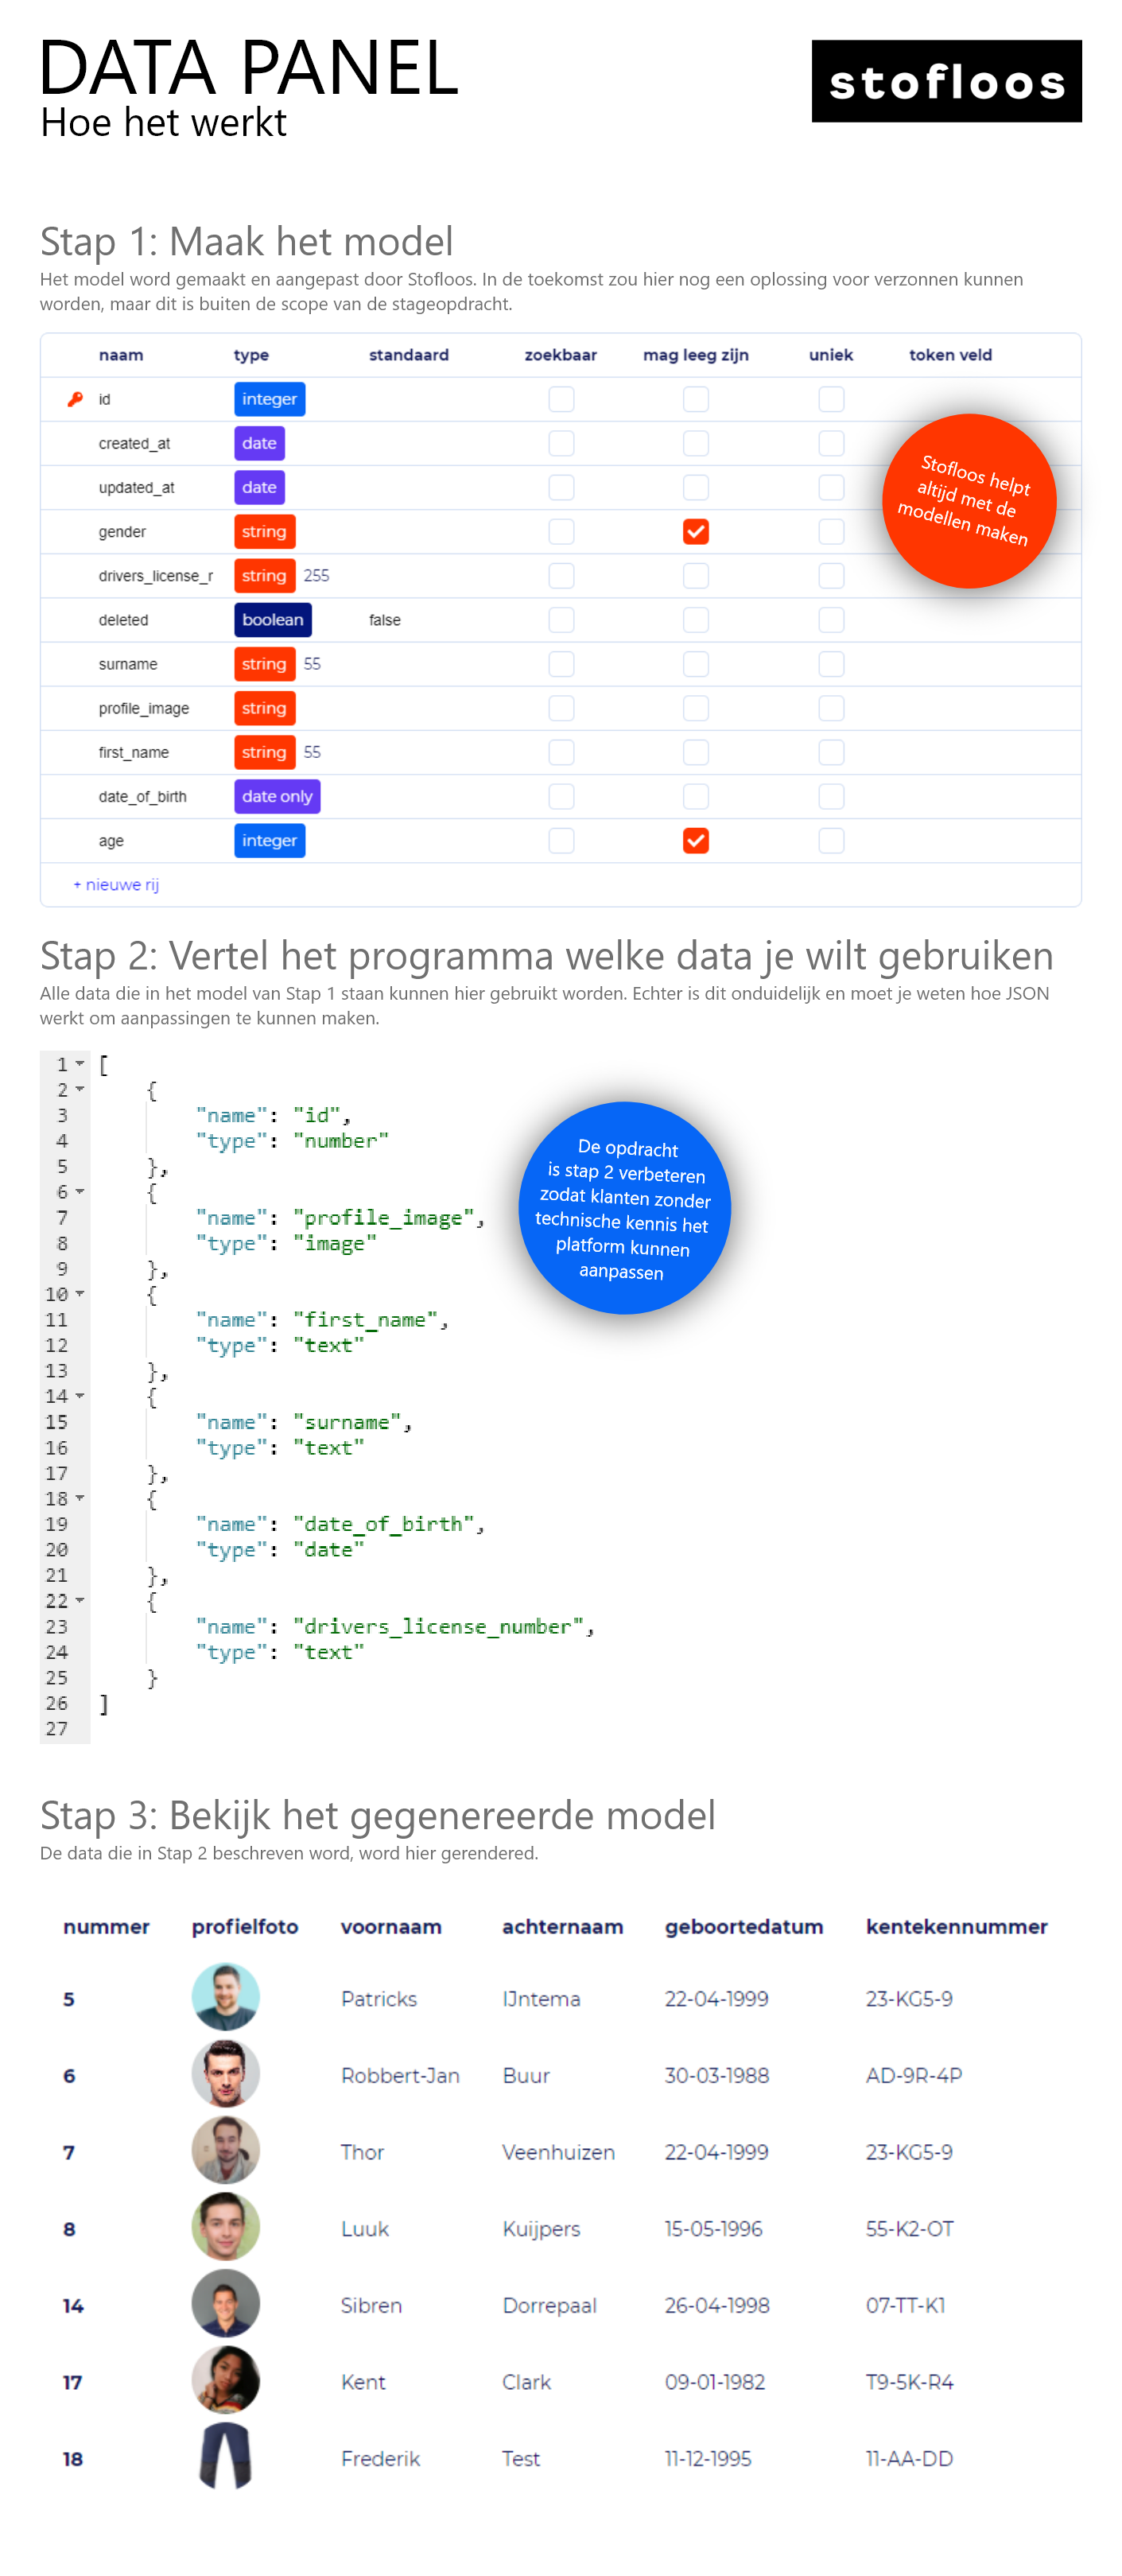 DATA PANEL
Hoe het werkt
stofloos
Stap 1: Maak het model
Het model word gemaakt en aangepast door Stofloos. In de toekomst zou hier nog een oplossing voor verzonnen kunnen
worden, maar dit is buiten de scope van de stageopdracht.
naam type standaard zoekbaar mag leeg zijn uniek token veld
id integer
created_at date
updated_at date
gender string
drivers_license_r string 255
deleted boolean false
surname string 55
profile_image string
first_name string 55
date_of_birth date only
age integer
+ nieuwe rij
Stofloos helpt
altijd met de
modellen maken
Stap 2: Vertel het programma welke data je wilt gebruiken
Alle data die in het model van Stap 1 staan kunnen hier gebruikt worden. Echter is dit onduidelijk en moet je weten hoe JSON
werkt om aanpassingen te kunnen maken.
1 [
2 {
3 "name": "id",
4 "type": "number"
5 },
6 {
7 "name": "profile_image",
8 "type": "image"
9 },
10 {
11 "name": "first_name",
12 "type": "text"
13 },
14 {
15 "name": "surname",
16 "type": "text"
17 },
18 {
19 "name": "date_of_birth",
20 "type": "date"
21 },
22 {
23 "name": "drivers_license_number",
24 "type": "text"
25 }
26 ]
27
De opdracht
is stap 2 verbeteren
zodat klanten zonder
technische kennis het
platform kunnen
aanpassen
Stap 3: Bekijk het gegenereerde model
De data die in Stap 2 beschreven word, word hier gerendered.
nummer profielfoto voornaam achternaam geboortedatum kentekennummer
5 Patricks IJntema 22-04-1999 23-KG5-9
6 Robbert-Jan Buur 30-03-1988 AD-9R-4P
7 Thor Veenhuizen 22-04-1999 23-KG5-9
8 Luuk Kuijpers 15-05-1996 55-K2-OT
14 Sibren Dorrepaal 26-04-1998 07-TT-K1
17 Kent Clark 09-01-1982 T9-5K-R4
18 Frederik Test 11-12-1995 11-AA-DD